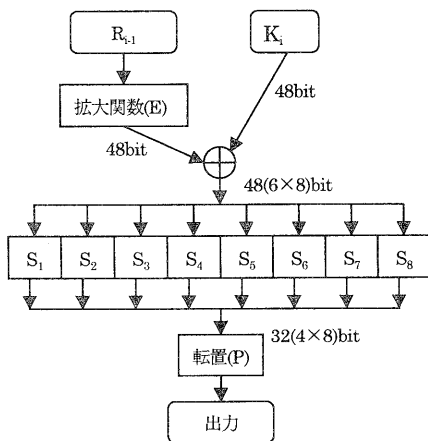 R_{i-1}
K_i
拡大関数(E)
48bit
48bit
48(6×8)bit
S_1 S_2 S_3 S_4 S_5 S_6 S_7 S_8
32(4×8)bit
転置(P)
出力